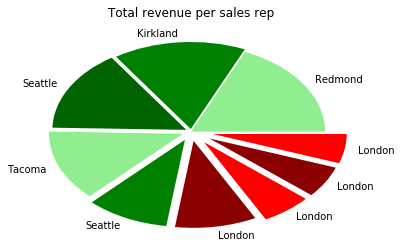 Total revenue per sales rep
Kirkland
Redmond
Seattle
Tacoma
Seattle
London
London
London
London